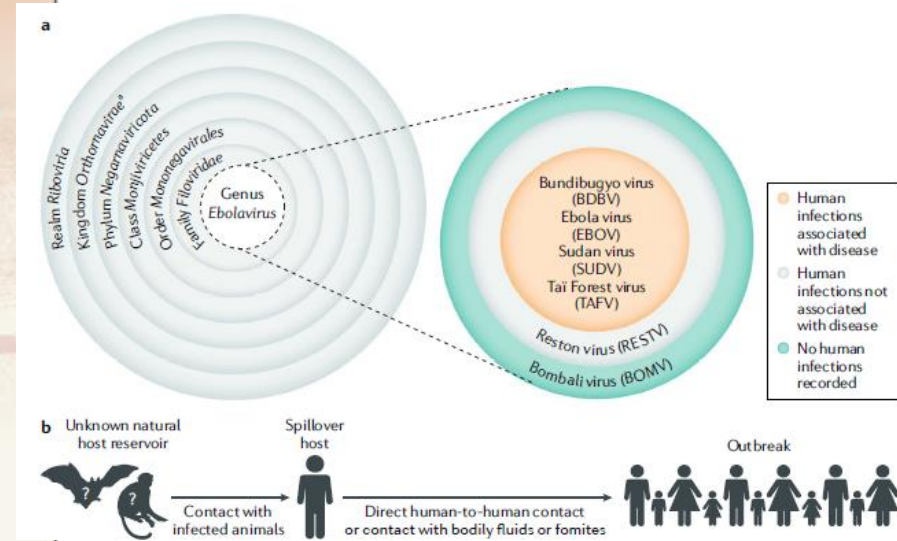 a
Realm Riboviria
Kingdom Orthornaviraeª
Phylum Negarnaviricota
Class Monjiviricetes
Order Mononegavirales
Family Filoviridae
Genus
Ebolavirus
Bundibugyo virus
(BDBV)
Ebola virus
(EBOV)
Sudan virus
(SUDV)
Taï Forest virus
(TAFV)
Reston virus (RESTV)
Bombali virus (BOMV)
Human
infections
associated
with disease
Human
infections not
associated
with disease
No human
infections
recorded
b
Unknown natural
host reservoir
? ?
Contact with
infected animals
Spillover
host
Direct human-to-human contact
or contact with bodily fluids or fomites
Outbreak